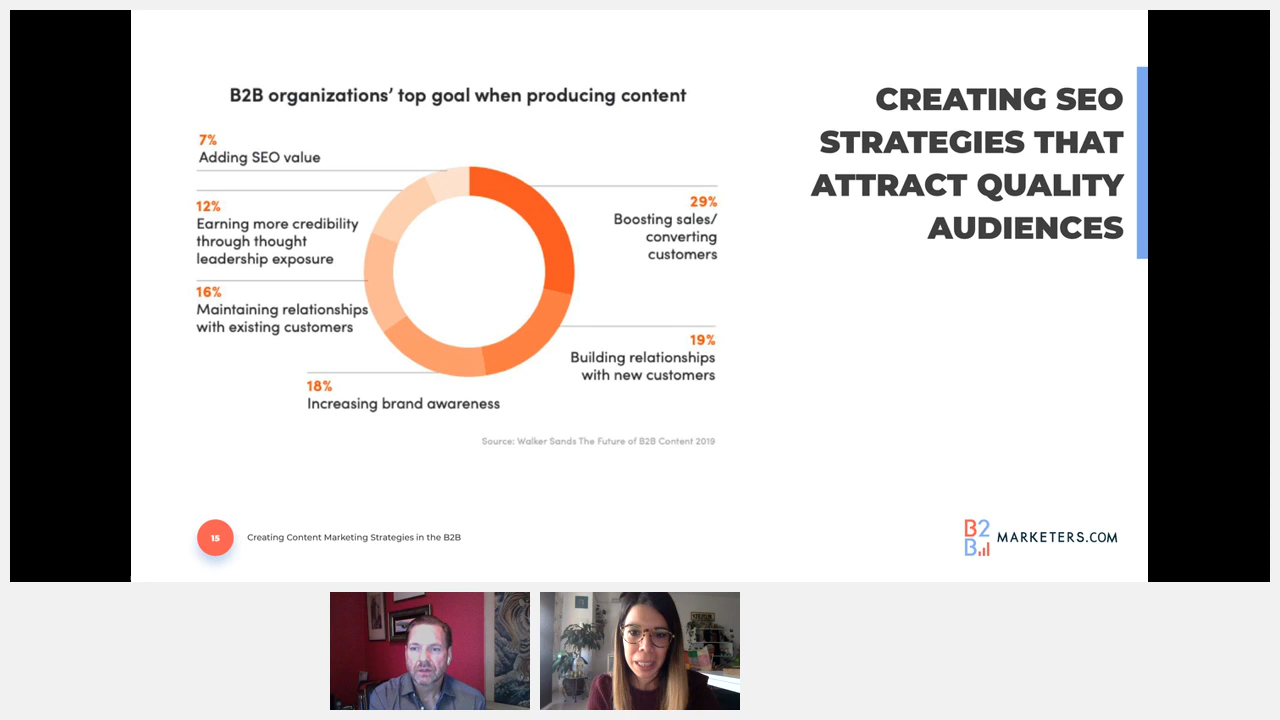 B2B organizations’ top goal when producing content
7%
Adding SEO value
12%
Earning more credibility
through thought
leadership exposure
16%
Maintaining relationships
with existing customers
18%
Increasing brand awareness
29%
Boosting sales/
converting
customers
19%
Building relationships
with new customers
Source: Walker Sands The Future of B2B Content 2019
CREATING SEO
STRATEGIES THAT
ATTRACT QUALITY
AUDIENCES
15
Creating Content Marketing Strategies in the B2B
B2
B MARKETERS.COM